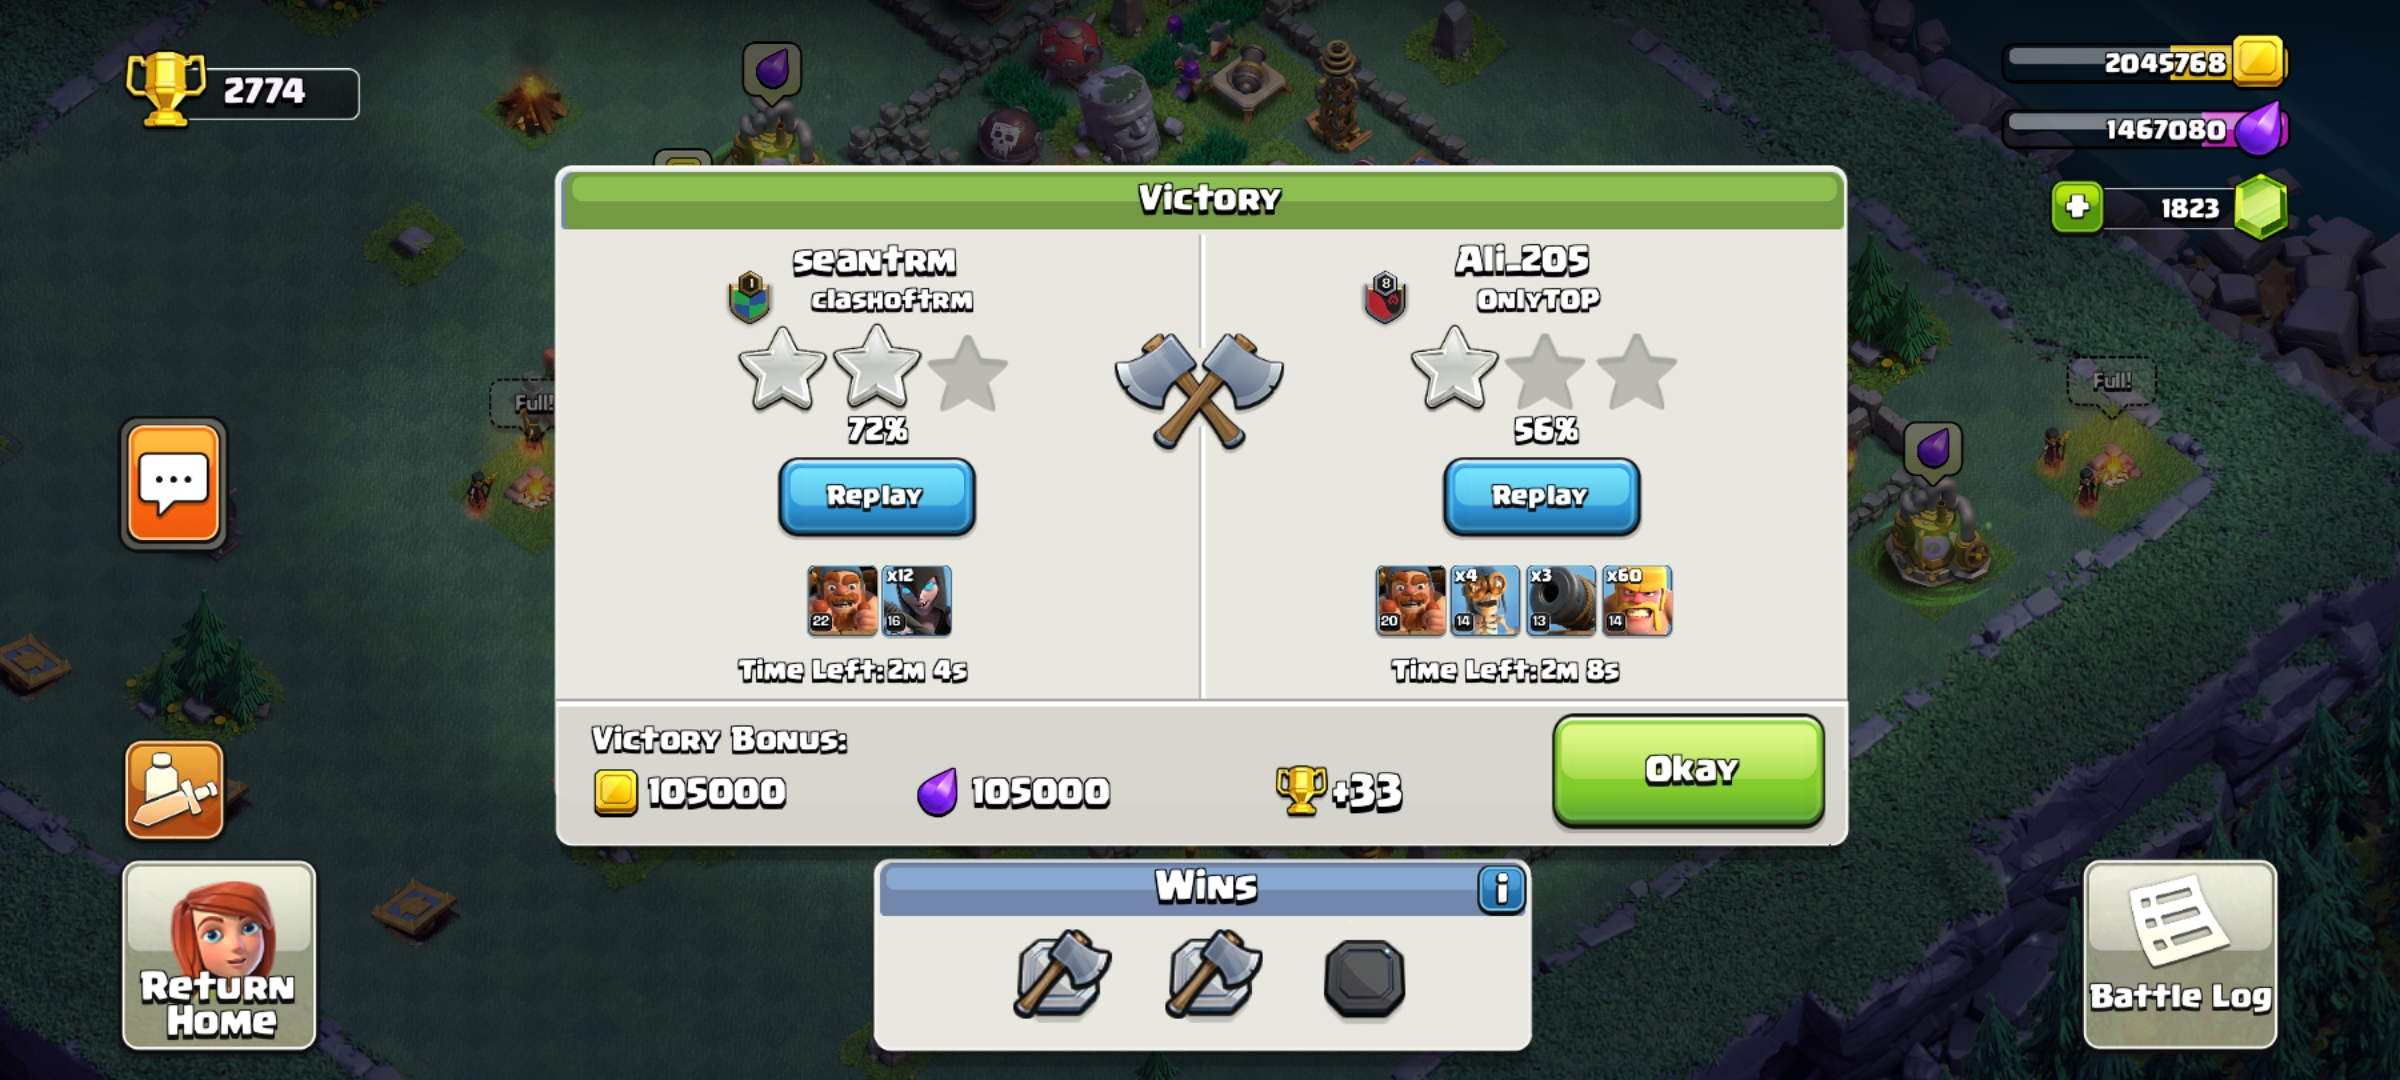 2774
2045768
1467080
1823
Victory
seantrm
clashoftrm
1
72%
Replay
22
x12
16
Time Left:2m 4s
Ali_205
OnlyTOP
8
56%
Replay
20
x4
14
x3
13
x60
14
Time Left:2m 8s
Full!
Full!
Victory Bonus:
105000
105000
+33
Okay
Wins
i
Return
Home
Battle Log